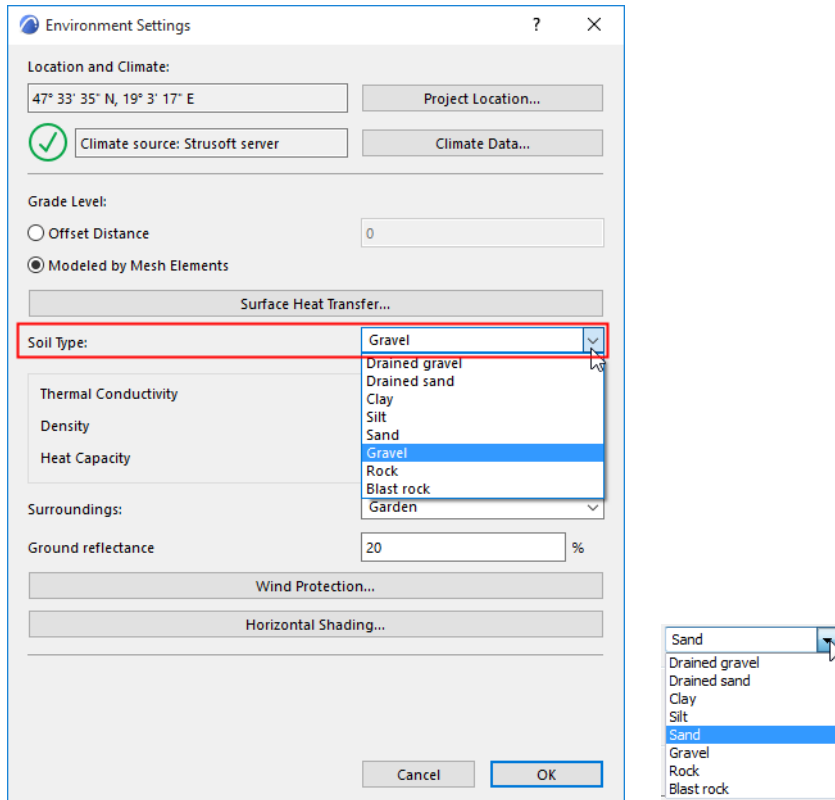 Environment Settings
?
Location and Climate:
47° 33' 35" N, 19° 3' 17" E
Project Location...
Climate source: Strusoft server
Climate Data...
Grade Level:
Offset Distance
0
Modeled by Mesh Elements
Surface Heat Transfer...
Soil Type:
Gravel
Drained gravel
Drained sand
Clay
Silt
Sand
Gravel
Rock
Blast rock
Thermal Conductivity
Density
Heat Capacity
Surroundings:
Garden
Ground reflectance
20
%
Wind Protection...
Horizontal Shading...
Cancel
OK
Sand
Drained gravel
Drained sand
Clay
Silt
Sand
Gravel
Rock
Blast rock